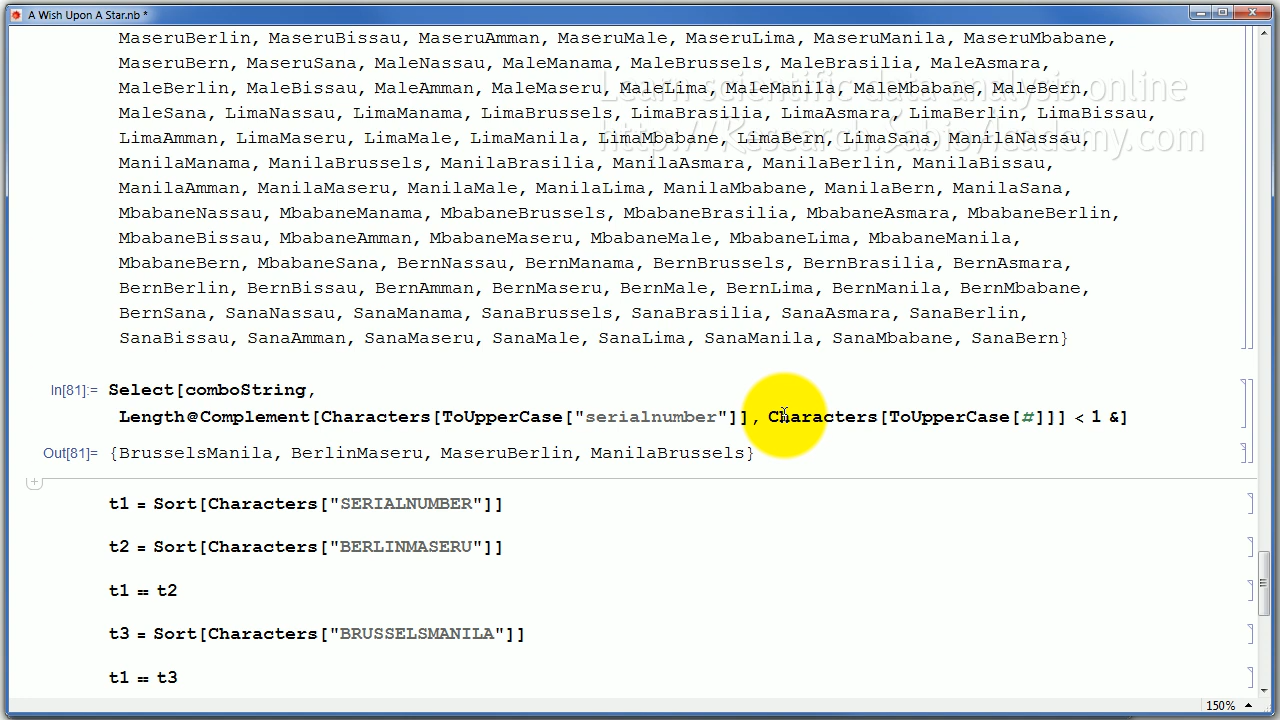 A Wish Upon A Star.nb *
MaseruBerlin, MaseruBissau, MaseruAmman, MaseruMale, MaseruLima, MaseruManila, MaseruMbabane,
MaseruBern, MaseruSana, MaleNassau, MaleManama, MaleBrussels, MaleBrasilia, MaleAsmara,
MaleBerlin, MaleBissau, MaleAmman, MaleMaseru, MaleLima, MaleManila, MaleMbabane, MaleBern,
Learn scientific data analysis online
MaleSana, LimaNassau, LimaManama, LimaBrussels, LimaBrasilia, LimaAsmara, LimaBerlin, LimaBissau,
LimaAmman, LimaMaseru, LimaMale, LimaManila, LimaMbabane, LimaBern, LimaSana, ManilaNassau,
ManilaManama, ManilaBrussels, ManilaBrasilia, ManilaAsmara, ManilaBerlin, ManilaBissau,
ManilaAmman, ManilaMaseru, ManilaMale, ManilaLima, ManilaMbabane, ManilaBern, ManilaSana,
MbabaneNassau, MbabaneManama, MbabaneBrussels, MbabaneBrasilia, MbabaneAsmara, MbabaneBerlin,
MbabaneBissau, MbabaneAmman, MbabaneMaseru, MbabaneMale, MbabaneLima, MbabaneManila,
MbabaneBern, MbabaneSana, BernNassau, BernManama, BernBrussels, BernBrasilia, BernAsmara,
BernBerlin, BernBissau, BernAmman, BernMaseru, BernMale, BernLima, BernManila, BernMbabane,
BernSana, SanaNassau, SanaManama, SanaBrussels, SanaBrasilia, SanaAsmara, SanaBerlin,
SanaBissau, SanaAmman, SanaMaseru, SanaMale, SanaLima, SanaManila, SanaMbabane, SanaBern}
In[81]:= Select[comboString,
Length@Complement[Characters[ToUpperCase["serialnumber"]], Characters[ToUpperCase[#]]] < 1 &]
Out[81]= {BrusselsManila, BerlinMaseru, MaseruBerlin, ManilaBrussels}
t1 = Sort[Characters["SERIALNUMBER"]]
t2 = Sort[Characters["BERLINMASERU"]]
t1 == t2
t3 = Sort[Characters["BRUSSELSMANILA"]]
t1 == t3
150%